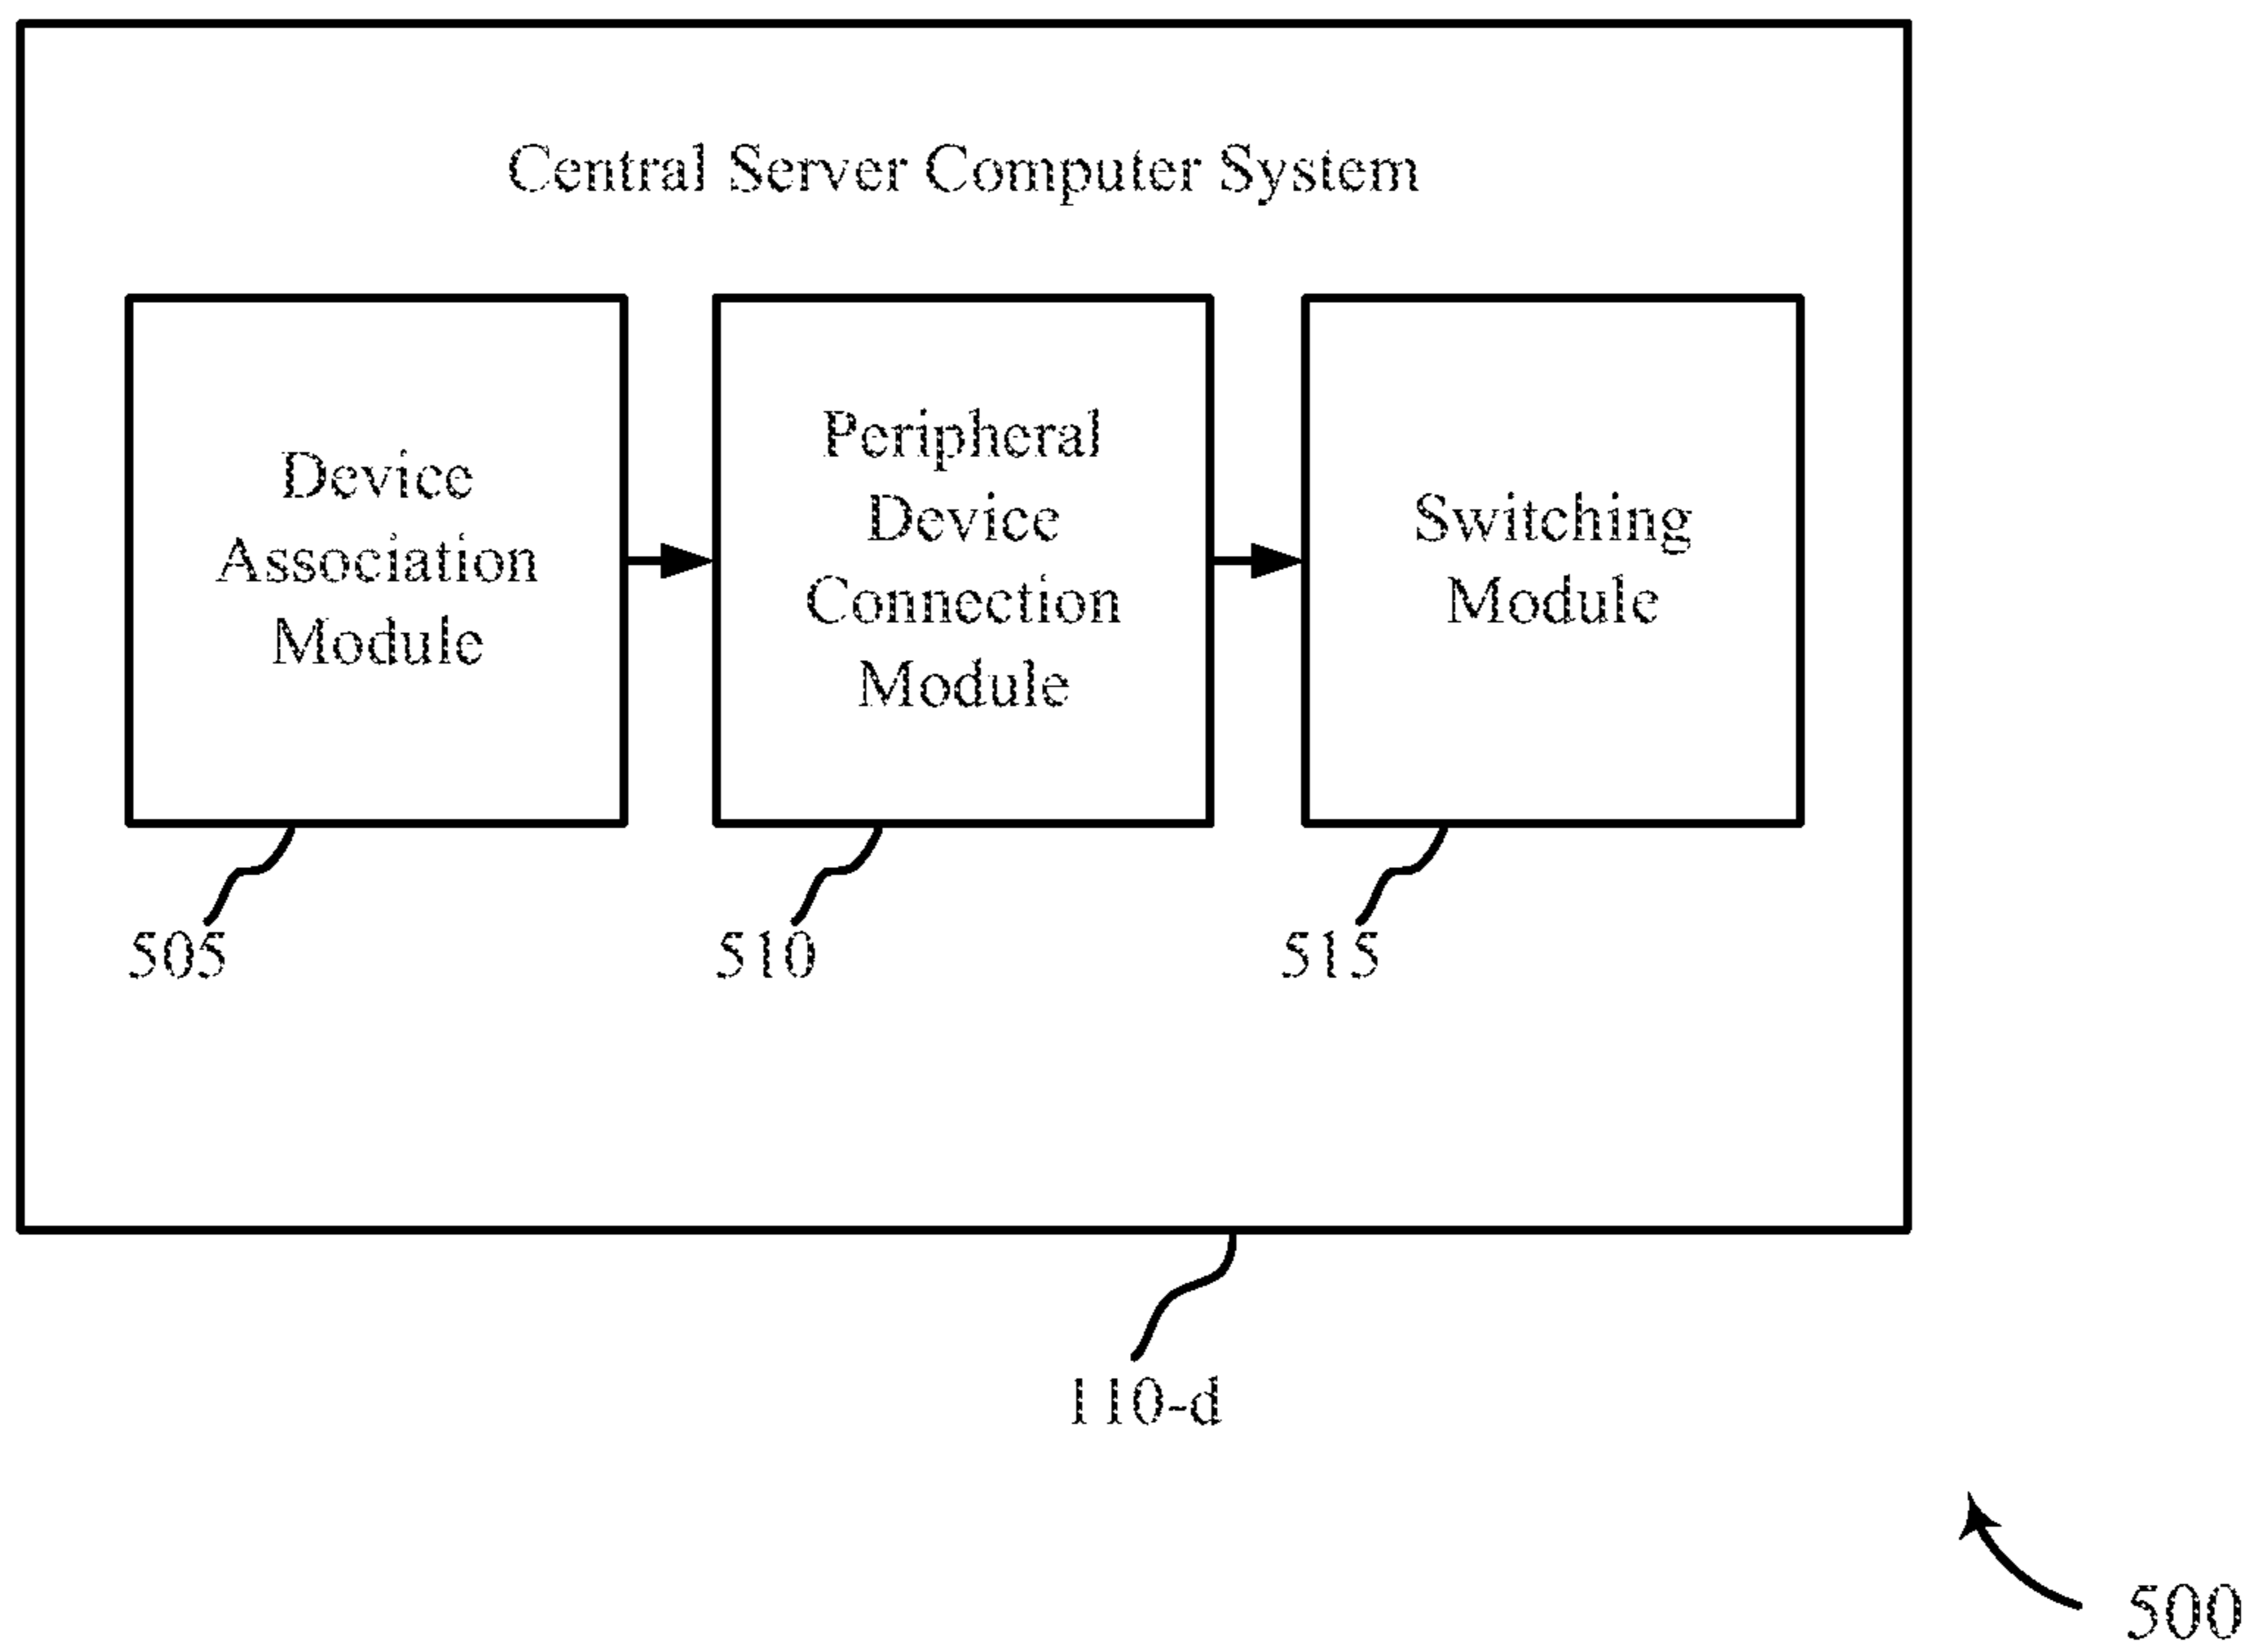 Central Server Computer System
Device
Association
Module
Peripheral
Device
Connection
Module
Switching
Module
505
510
515
110-d
500